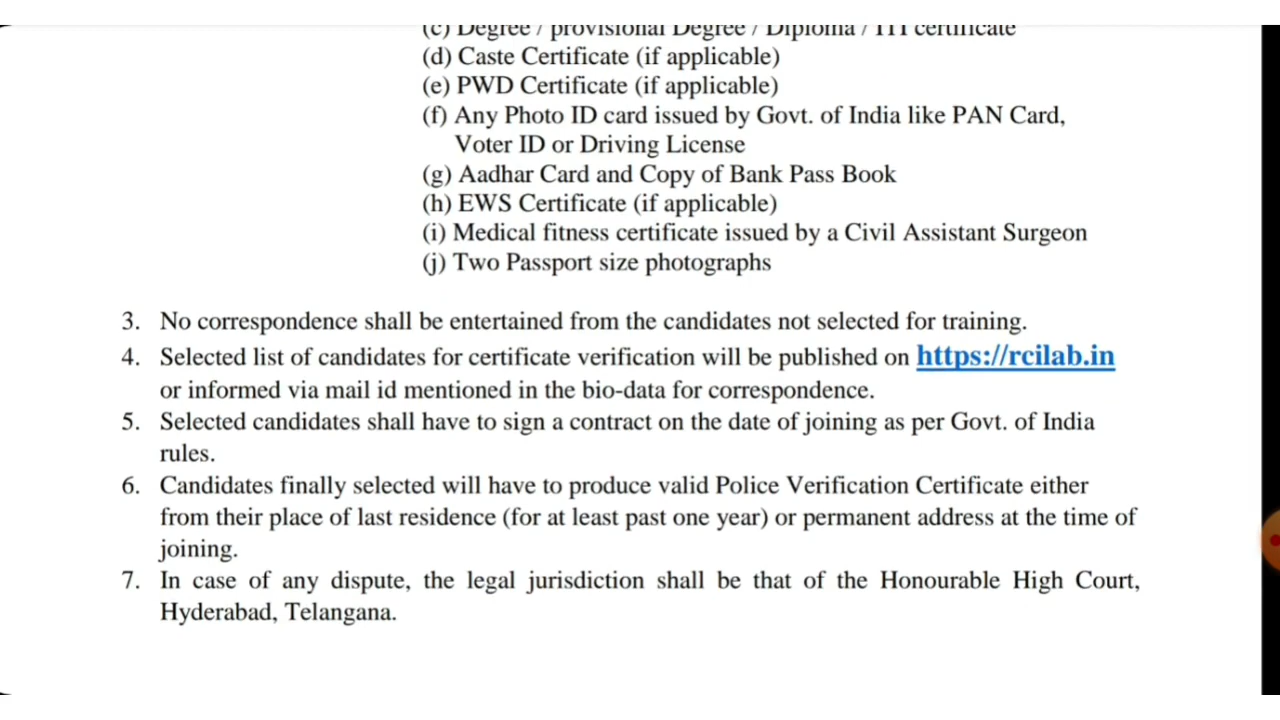 (c) Degree / provisional Degree / Diploma / ITI certificate
(d) Caste Certificate (if applicable)
(e) PWD Certificate (if applicable)
(f) Any Photo ID card issued by Govt. of India like PAN Card,
Voter ID or Driving License
(g) Aadhar Card and Copy of Bank Pass Book
(h) EWS Certificate (if applicable)
(i) Medical fitness certificate issued by a Civil Assistant Surgeon
(j) Two Passport size photographs
3. No correspondence shall be entertained from the candidates not selected for training.
4. Selected list of candidates for certificate verification will be published on https://rcilab.in
or informed via mail id mentioned in the bio-data for correspondence.
5. Selected candidates shall have to sign a contract on the date of joining as per Govt. of India
rules.
6. Candidates finally selected will have to produce valid Police Verification Certificate either
from their place of last residence (for at least past one year) or permanent address at the time of
joining.
7. In case of any dispute, the legal jurisdiction shall be that of the Honourable High Court,
Hyderabad, Telangana.